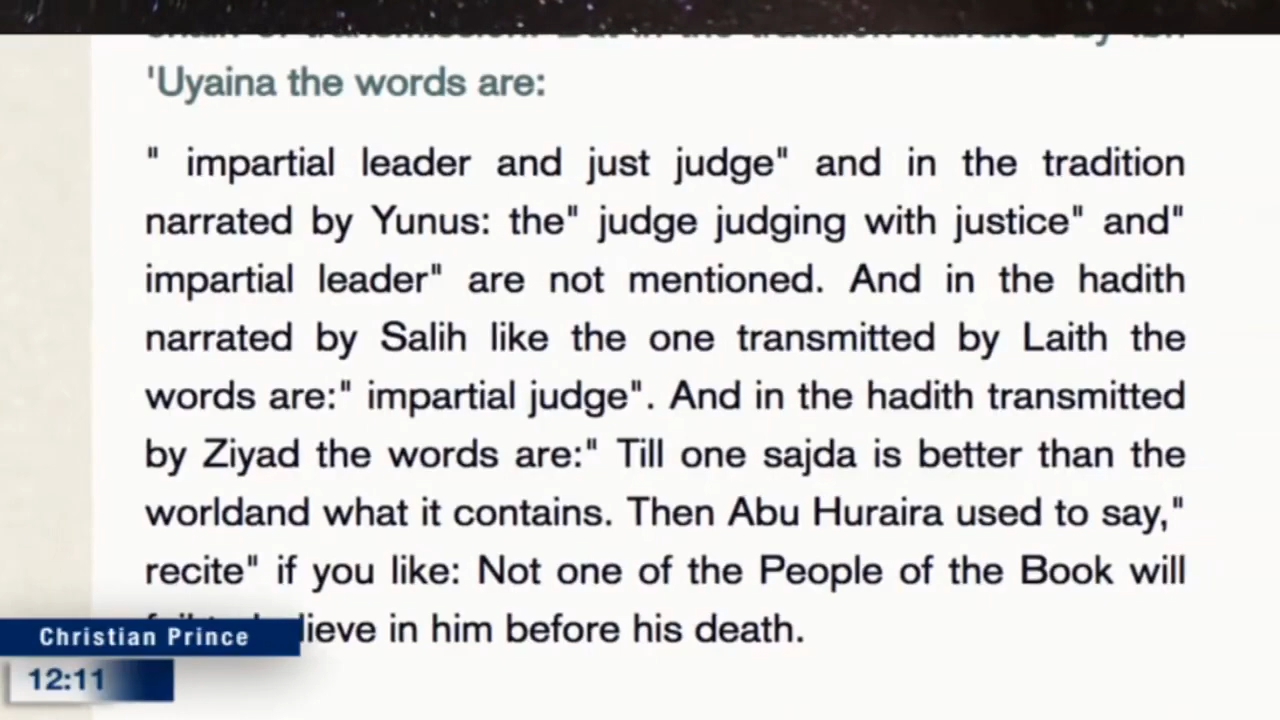 'Uyaina the words are:
" impartial leader and just judge" and in the tradition
narrated by Yunus: the" judge judging with justice" and"
impartial leader" are not mentioned. And in the hadith
narrated by Salih like the one transmitted by Laith the
words are:" impartial judge". And in the hadith transmitted
by Ziyad the words are:" Till one sajda is better than the
worldand what it contains. Then Abu Huraira used to say,"
recite" if you like: Not one of the People of the Book will
in him before his death.
Christian Prince
12:11